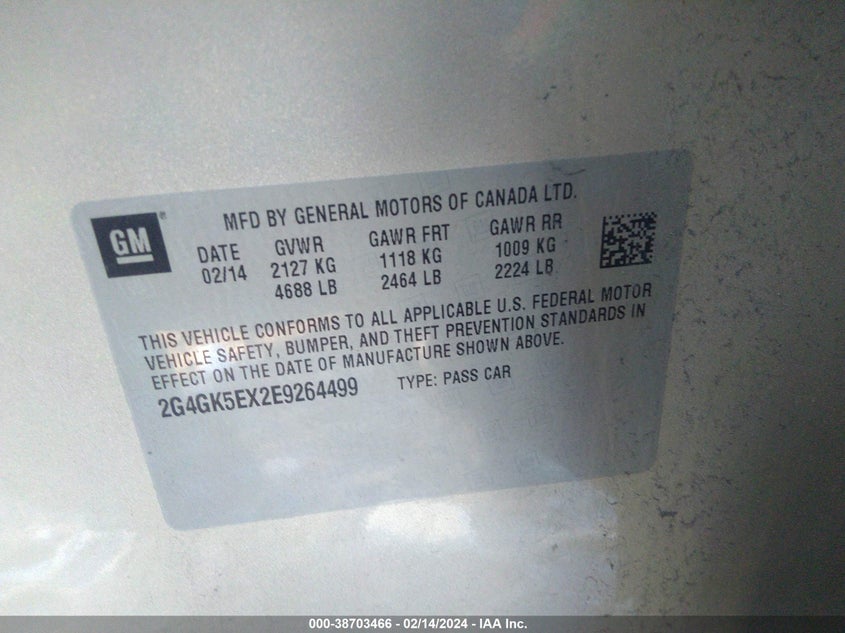 GM ®
MFD BY GENERAL MOTORS OF CANADA LTD.
DATE GVWR GAWR FRT GAWR RR
02/14 2127 KG 1118 KG 1009 KG
4688 LB 2464 LB 2224 LB
THIS VEHICLE CONFORMS TO ALL APPLICABLE U.S. FEDERAL MOTOR
VEHICLE SAFETY, BUMPER, AND THEFT PREVENTION STANDARDS IN
EFFECT ON THE DATE OF MANUFACTURE SHOWN ABOVE.
2G4GK5EX2E9264499 TYPE: PASS CAR
000-38703466 - 02/14/2024 - IAA Inc.